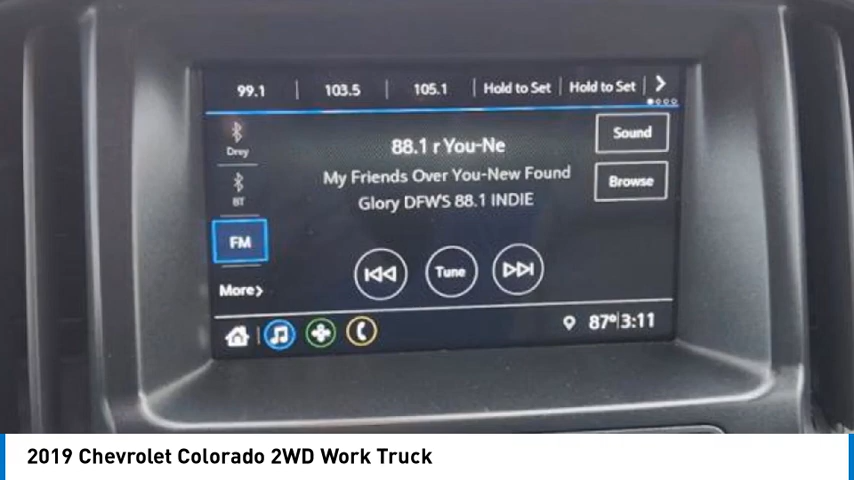 99.1 | 103.5 | 105.1 | Hold to Set | Hold to Set | >
Drey
BT
FM
More>
88.1 r You-Ne
My Friends Over You-New Found
Glory DFW'S 88.1 INDIE
Sound
Browse
Tune
87° 3:11
2019 Chevrolet Colorado 2WD Work Truck